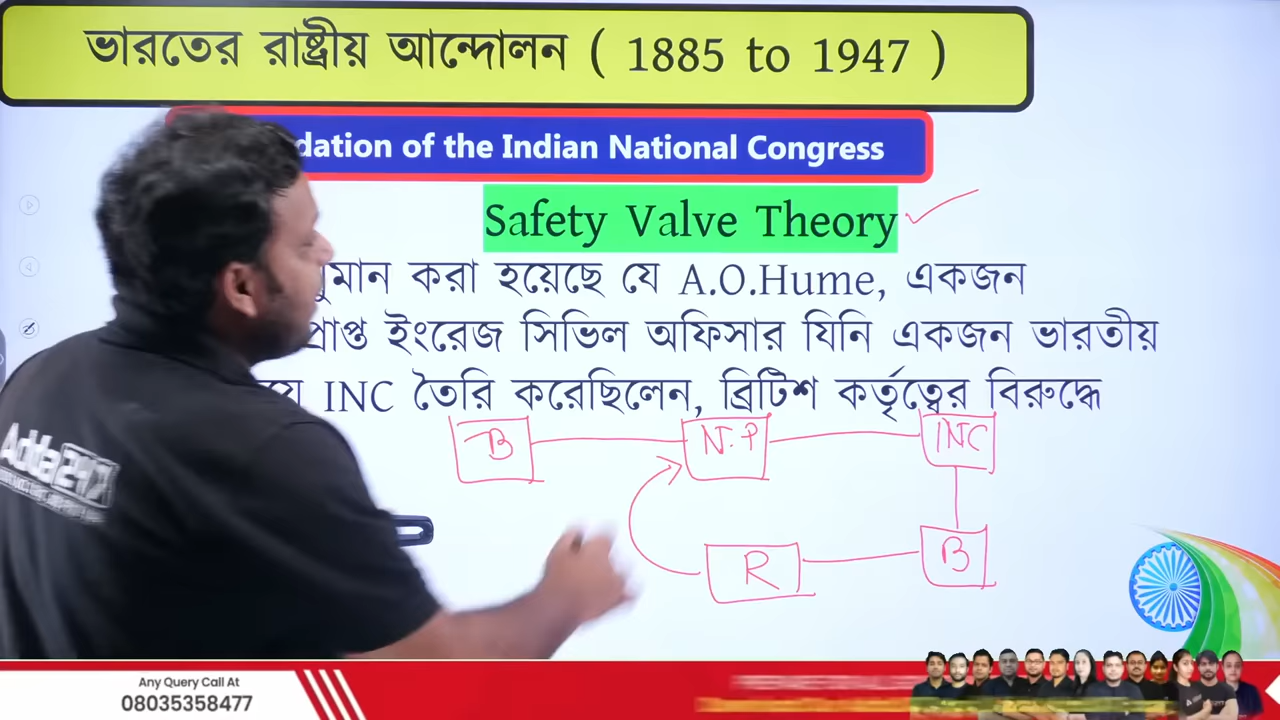 ভারতের রাষ্ট্রীয় আন্দোলন ( 1885 to 1947 )
of the Indian National Congress
Safety Valve Theory
করা হয়েছে যে A.O.Hume, একজন
ইংরেজ সিভিল অফিসার যিনি একজন ভারতীয়
INC তৈরি করেছিলেন, ব্রিটিশ কর্তৃত্বের বিরুদ্ধে
B N.P INC
R B
Adda247
Any Query Call At
08035358477